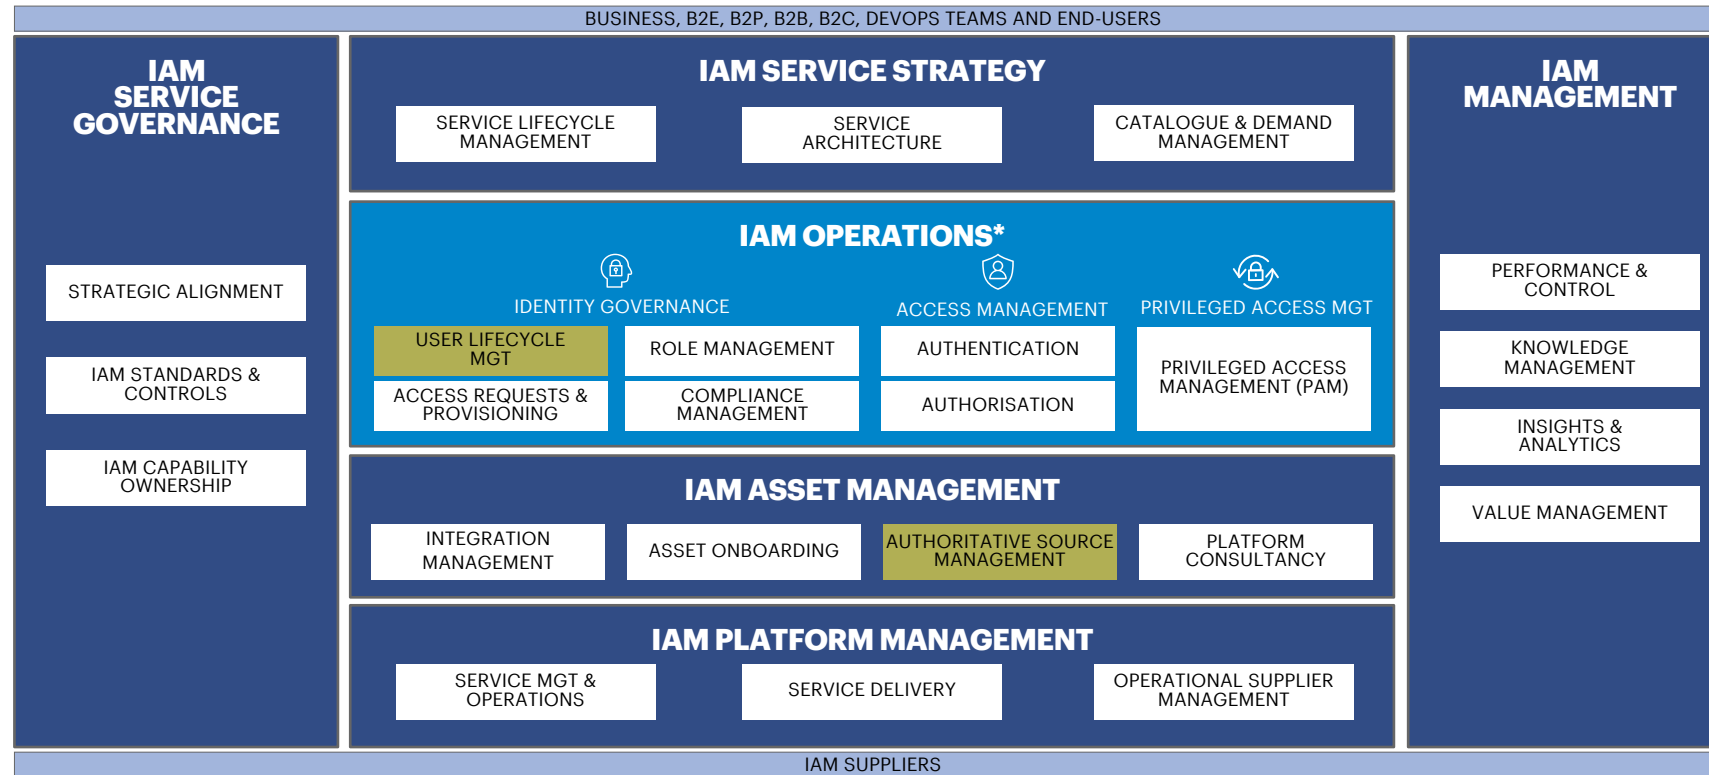 BUSINESS, B2E, B2P, B2B, B2C, DEVOPS TEAMS AND END-USERS
IAM
SERVICE
GOVERNANCE
STRATEGIC ALIGNMENT
IAM STANDARDS &
CONTROLS
IAM CAPABILITY
OWNERSHIP
IAM SERVICE STRATEGY
SERVICE LIFECYCLE
MANAGEMENT
SERVICE
ARCHITECTURE
CATALOGUE & DEMAND
MANAGEMENT
IAM OPERATIONS*
IDENTITY GOVERNANCE
USER LIFECYCLE
MGT
ROLE MANAGEMENT
ACCESS REQUESTS &
PROVISIONING
COMPLIANCE
MANAGEMENT
ACCESS MANAGEMENT
AUTHENTICATION
AUTHORISATION
PRIVILEGED ACCESS MGT
PRIVILEGED ACCESS
MANAGEMENT (PAM)
IAM ASSET MANAGEMENT
INTEGRATION
MANAGEMENT
ASSET ONBOARDING
AUTHORITATIVE SOURCE
MANAGEMENT
PLATFORM
CONSULTANCY
IAM PLATFORM MANAGEMENT
SERVICE MGT &
OPERATIONS
SERVICE DELIVERY
OPERATIONAL SUPPLIER
MANAGEMENT
IAM
MANAGEMENT
PERFORMANCE &
CONTROL
KNOWLEDGE
MANAGEMENT
INSIGHTS &
ANALYTICS
VALUE MANAGEMENT
IAM SUPPLIERS